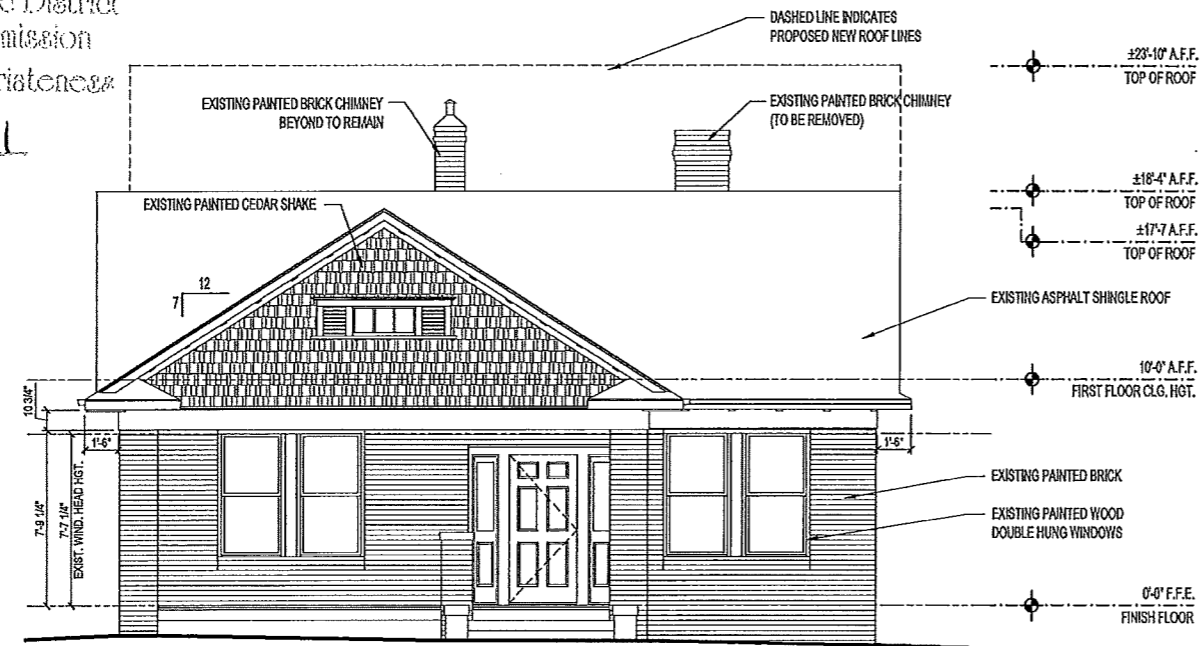 mission
DASHED LINE INDICATES
PROPOSED NEW ROOF LINES
±23'-10" A.F.F.
TOP OF ROOF
EXISTING PAINTED BRICK CHIMNEY
BEYOND TO REMAIN
EXISTING PAINTED BRICK CHIMNEY
(TO BE REMOVED)
±18'-4" A.F.F.
TOP OF ROOF
EXISTING PAINTED CEDAR SHAKE
±17'-7 A.F.F.
TOP OF ROOF
12
7
EXISTING ASPHALT SHINGLE ROOF
10'-0" A.F.F.
FIRST FLOOR CLG. HGT.
10 3/4"
1'-6"
1'-6"
EXISTING PAINTED BRICK
7'-9 1/4"
7'-7 1/4"
EXIST. WIND. HEAD HGT.
EXISTING PAINTED WOOD
DOUBLE HUNG WINDOWS
0'-0" F.F.E.
FINISH FLOOR